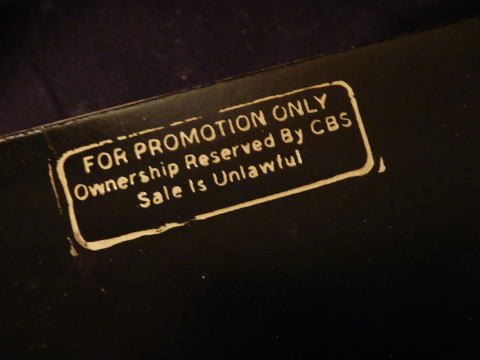 FOR PROMOTION ONLY
Ownership Reserved By CBS
Sale Is Unlawful